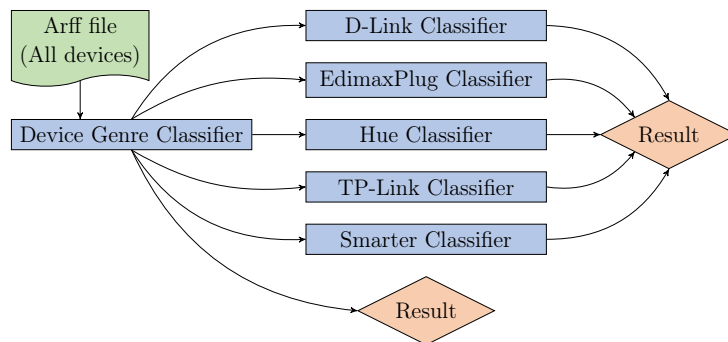 Arff file
(All devices)
Device Genre Classifier
D-Link Classifier
EdimaxPlug Classifier
Hue Classifier
TP-Link Classifier
Smarter Classifier
Result
Result